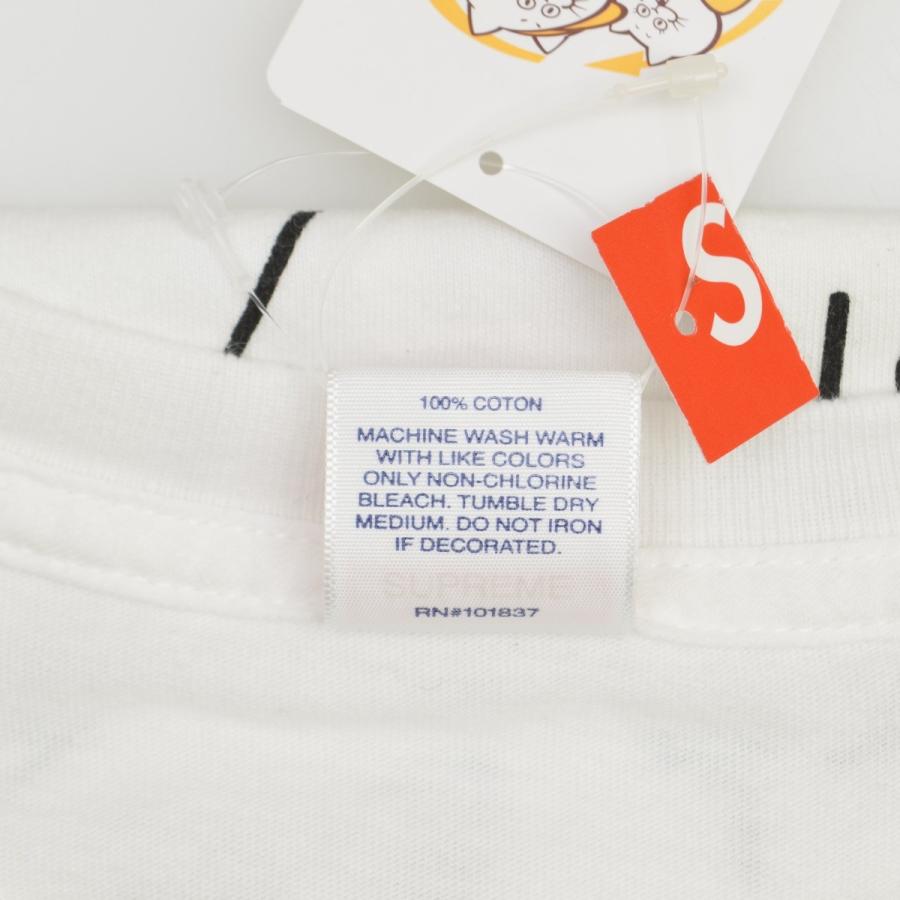 S
100% COTON
MACHINE WASH WARM
WITH LIKE COLORS
ONLY NON-CHLORINE
BLEACH. TUMBLE DRY
MEDIUM. DO NOT IRON
IF DECORATED.
SUPREME
RN#101837